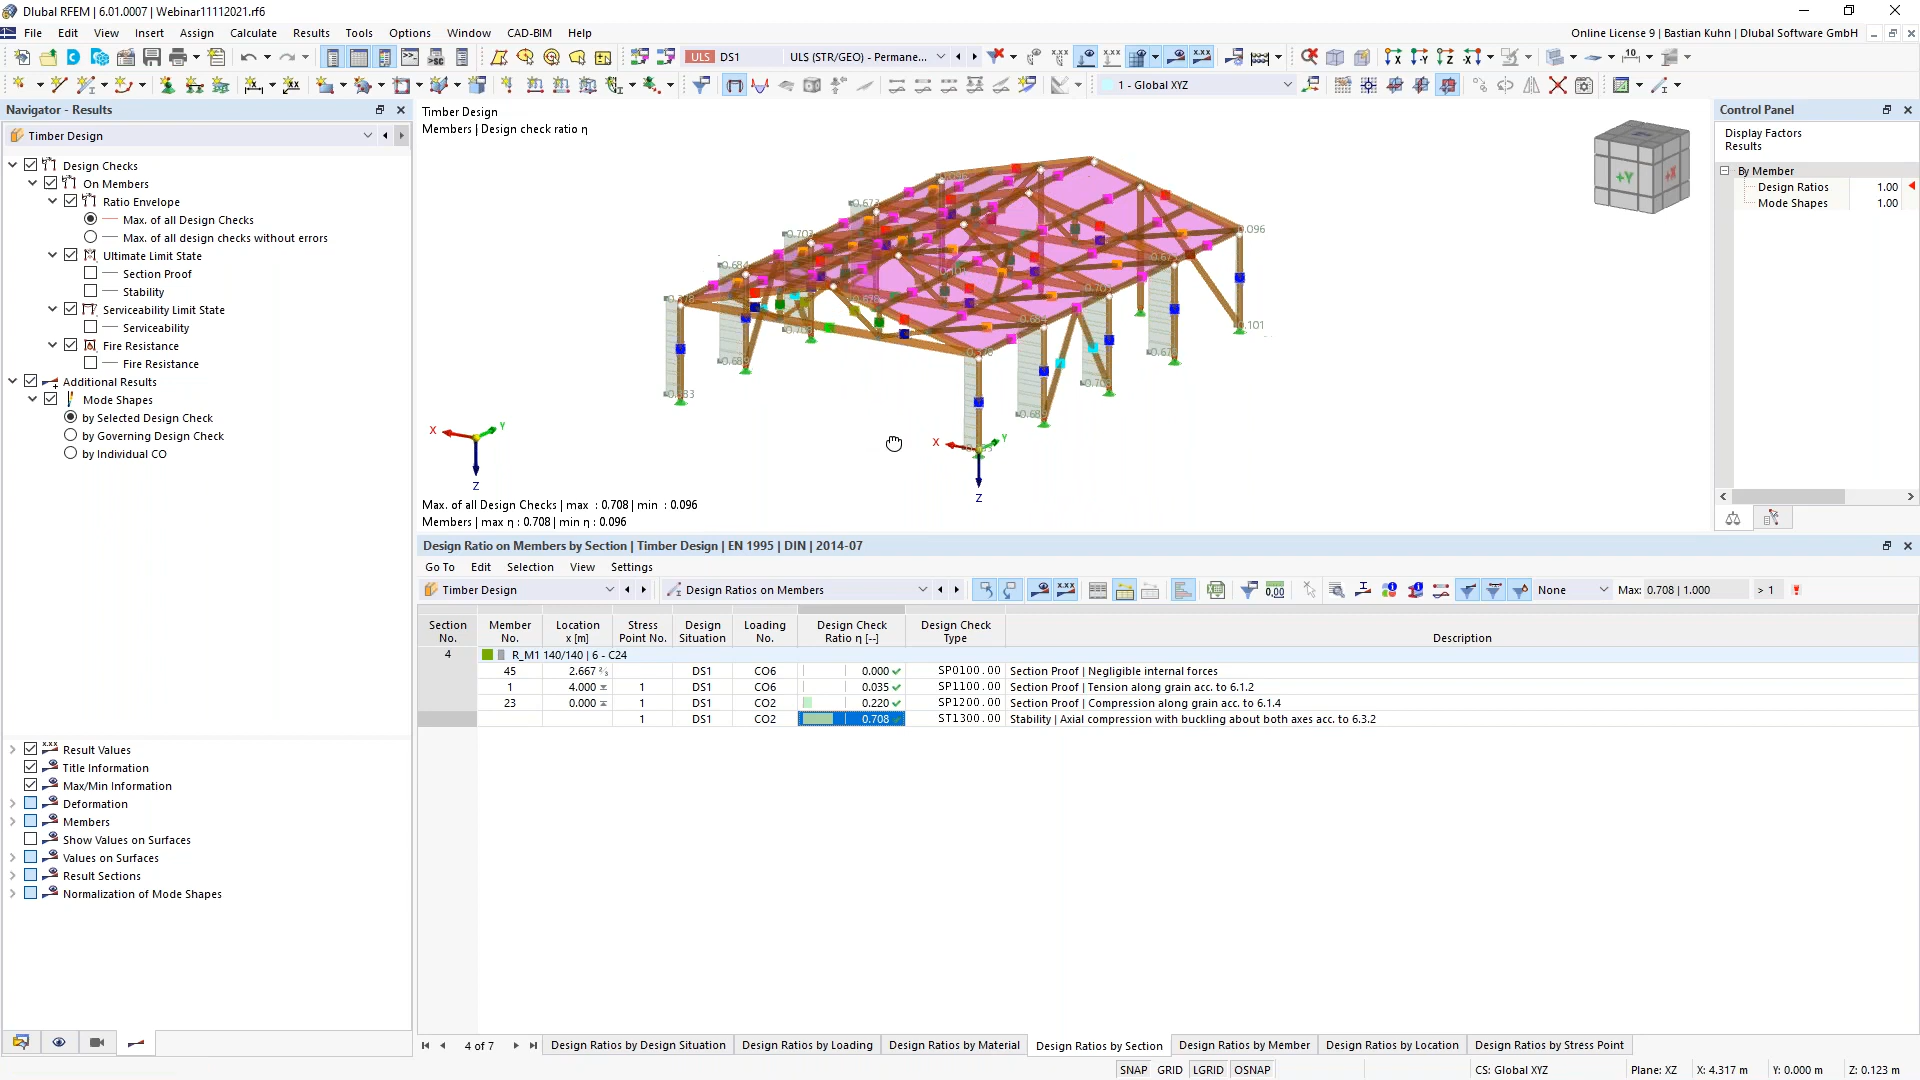 Dlubal RFEM | 6.01.0007 | Webinar11112021.rf6
File Edit View Insert Assign Calculate Results Tools Options Window CAD-BIM Help
Online License 9 | Bastian Kuhn | Dlubal Software GmbH
ULS DS1 ULS (STR/GEO) - Permane...
1 - Global XYZ
Navigator - Results
Timber Design
Design Checks
On Members
Ratio Envelope
Max. of all Design Checks
Max. of all design checks without errors
Ultimate Limit State
Section Proof
Stability
Serviceability Limit State
Serviceability
Fire Resistance
Fire Resistance
Additional Results
Mode Shapes
by Selected Design Check
by Governing Design Check
by Individual CO
Result Values
Title Information
Max/Min Information
Deformation
Members
Show Values on Surfaces
Values on Surfaces
Result Sections
Normalization of Mode Shapes
Timber Design
Members | Design check ratio η
0.096
0.101
X Y Z
X Y Z
+Y +X
Max. of all Design Checks | max : 0.708 | min : 0.096
Members | max η : 0.708 | min η : 0.096
Control Panel
Display Factors
Results
By Member
Design Ratios 1.00
Mode Shapes 1.00
Design Ratio on Members by Section | Timber Design | EN 1995 | DIN | 2014-07
Go To Edit Selection View Settings
Timber Design Design Ratios on Members None Max: 0.708 | 1.000 > 1
Section No. Member No. Location x [m] Stress Point No. Design Situation Loading No. Design Check Ratio η [--] Design Check Type Description
4 R_M1 140/140 | 6 - C24
45 2.667 DS1 CO6 0.000 SP0100.00 Section Proof | Negligible internal forces
1 4.000 1 DS1 CO6 0.035 SP1100.00 Section Proof | Tension along grain acc. to 6.1.2
23 0.000 1 DS1 CO2 0.220 SP1200.00 Section Proof | Compression along grain acc. to 6.1.4
1 DS1 CO2 0.708 ST1300.00 Stability | Axial compression with buckling about both axes acc. to 6.3.2
4 of 7 Design Ratios by Design Situation Design Ratios by Loading Design Ratios by Material Design Ratios by Section Design Ratios by Member Design Ratios by Location Design Ratios by Stress Point
SNAP GRID LGRID OSNAP CS: Global XYZ Plane: XZ X: 4.317 m Y: 0.000 m Z: 0.123 m